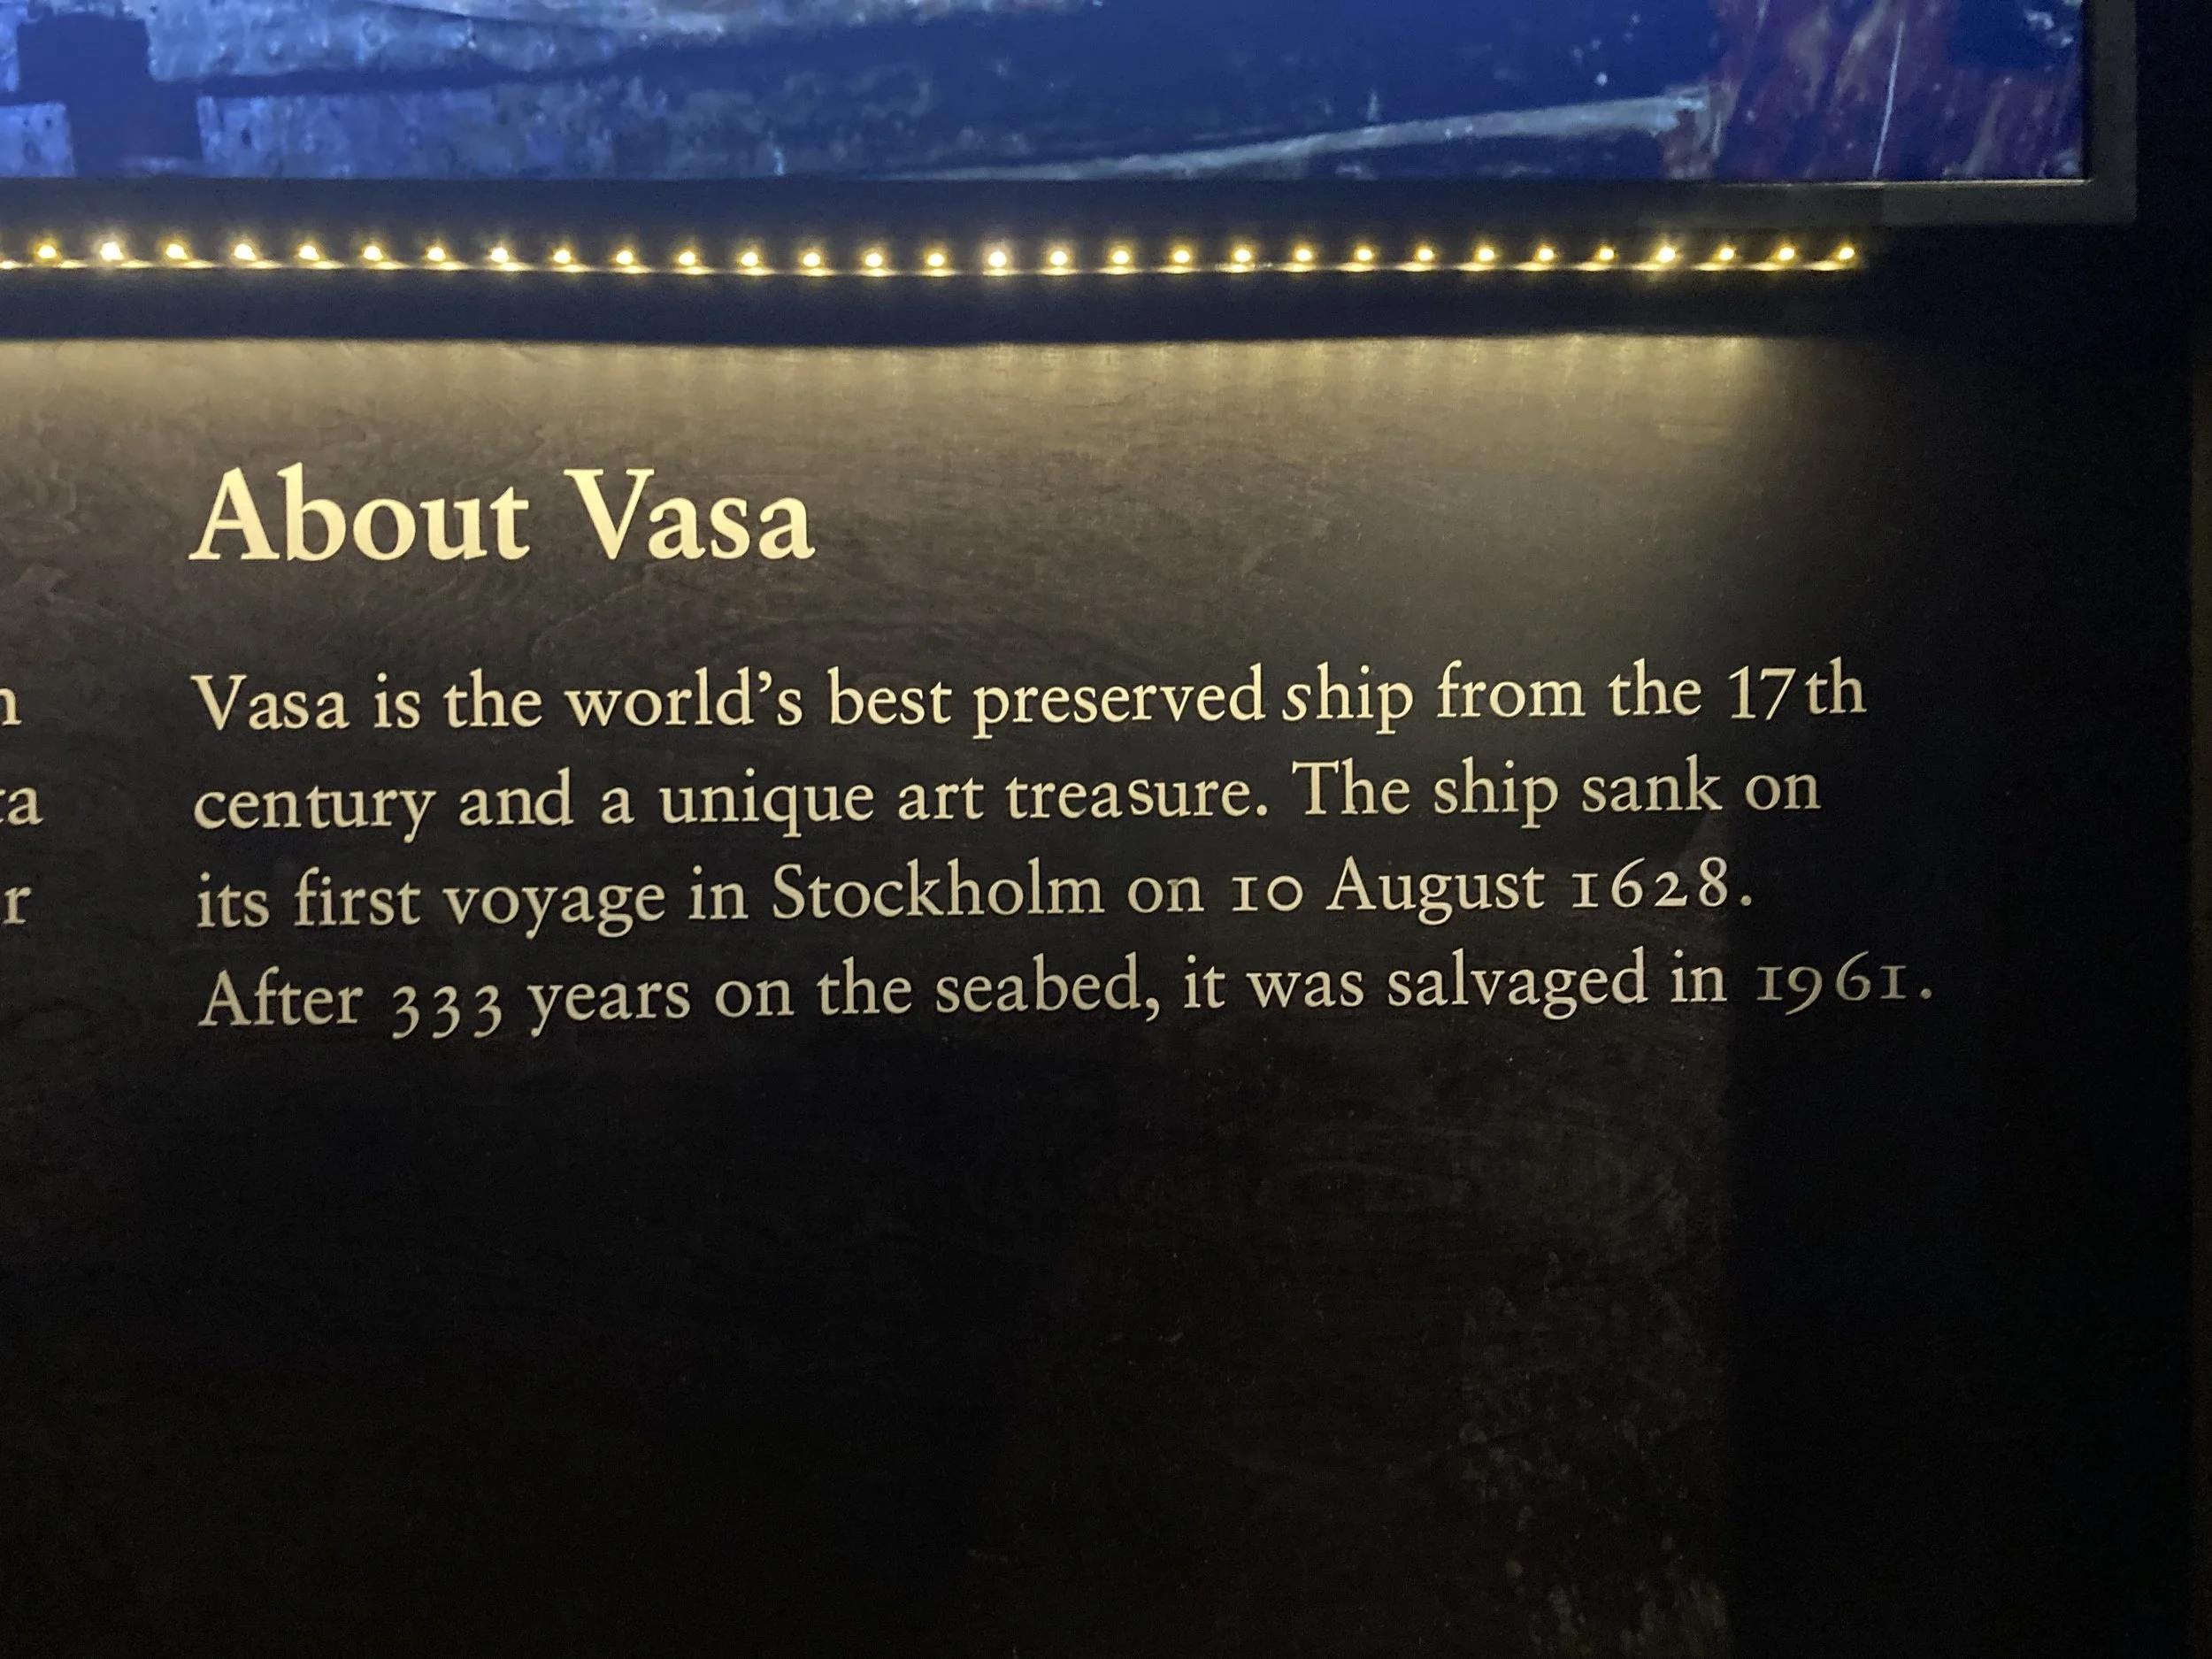 About Vasa
Vasa is the world's best preserved ship from the 17th
century and a unique art treasure. The ship sank on
its first voyage in Stockholm on 10 August 1628.
After 333 years on the seabed, it was salvaged in 1961.